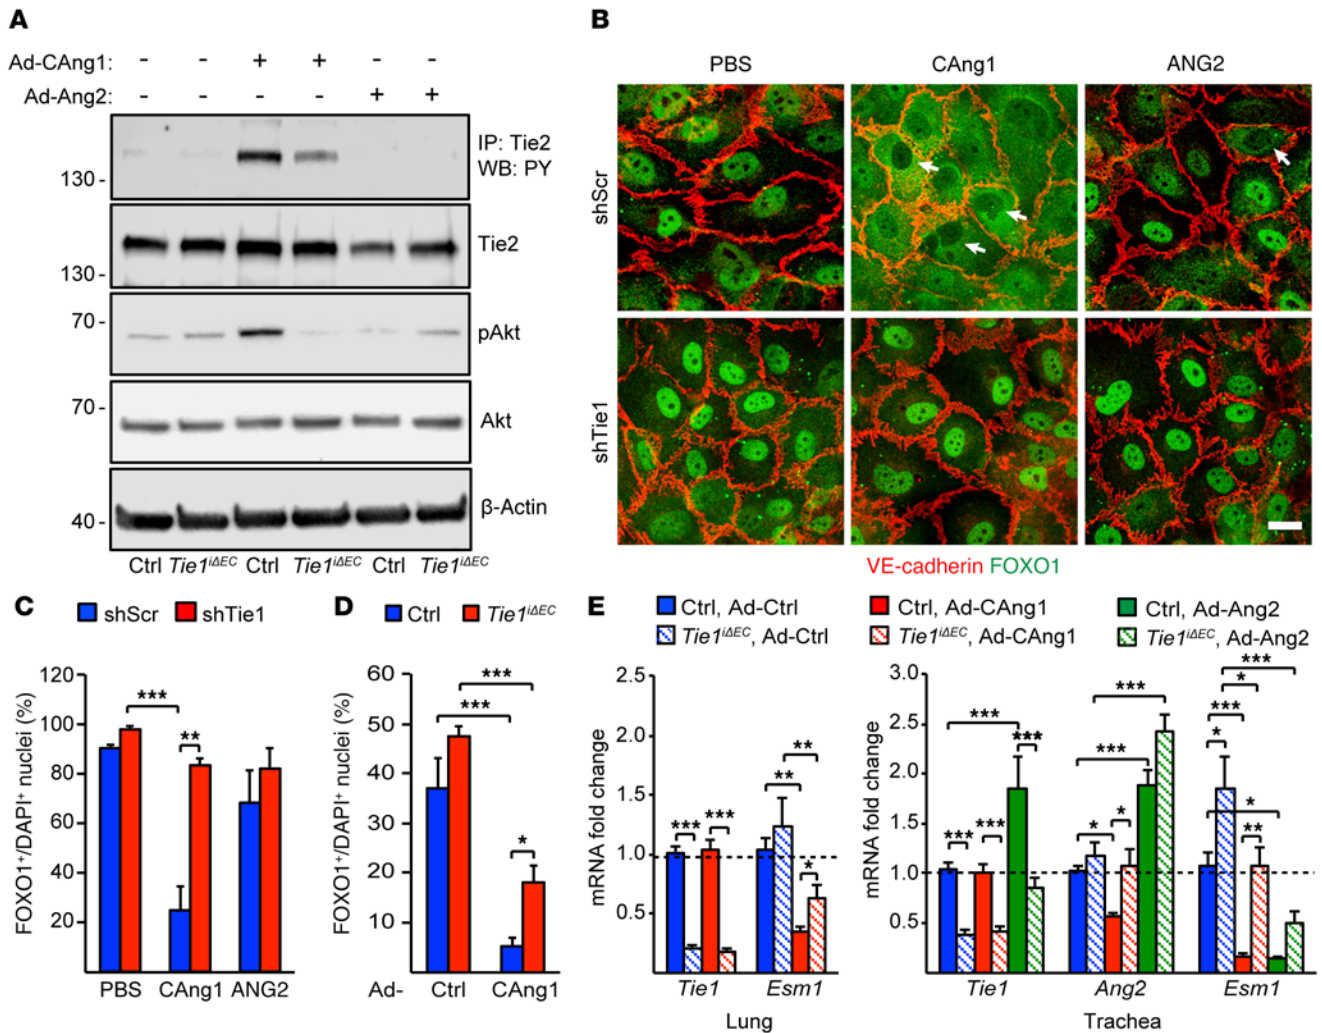 A
Ad-CAng1: - - + + - -
Ad-Ang2: - - - - + +
IP: Tie2
WB: PY
130 -
Tie2
130 -
70 -
pAkt
70 -
Akt
β-Actin
40 -
Ctrl Tie1iΔEC Ctrl Tie1iΔEC Ctrl Tie1iΔEC
B
PBS CAng1 ANG2
shScr
shTie1
VE-cadherin FOXO1
C
shScr shTie1
FOXO1+/DAPI+ nuclei (%)
120
100
80
60
40
20
***
**
PBS CAng1 ANG2
D
Ctrl Tie1iΔEC
FOXO1+/DAPI+ nuclei (%)
60
50
40
30
20
10
***
***
*
Ad- Ctrl CAng1
E
Ctrl, Ad-Ctrl Ctrl, Ad-CAng1 Ctrl, Ad-Ang2
Tie1iΔEC, Ad-Ctrl Tie1iΔEC, Ad-CAng1 Tie1iΔEC, Ad-Ang2
mRNA fold change
2.5
2.0
1.5
1.0
0.5
*** ***
**
**
*
Tie1 Esm1
Lung
mRNA fold change
3.0
2.5
2.0
1.5
1.0
0.5
***
***
*** ***
***
***
* *
***
*
***
*
*
**
Tie1 Ang2 Esm1
Trachea